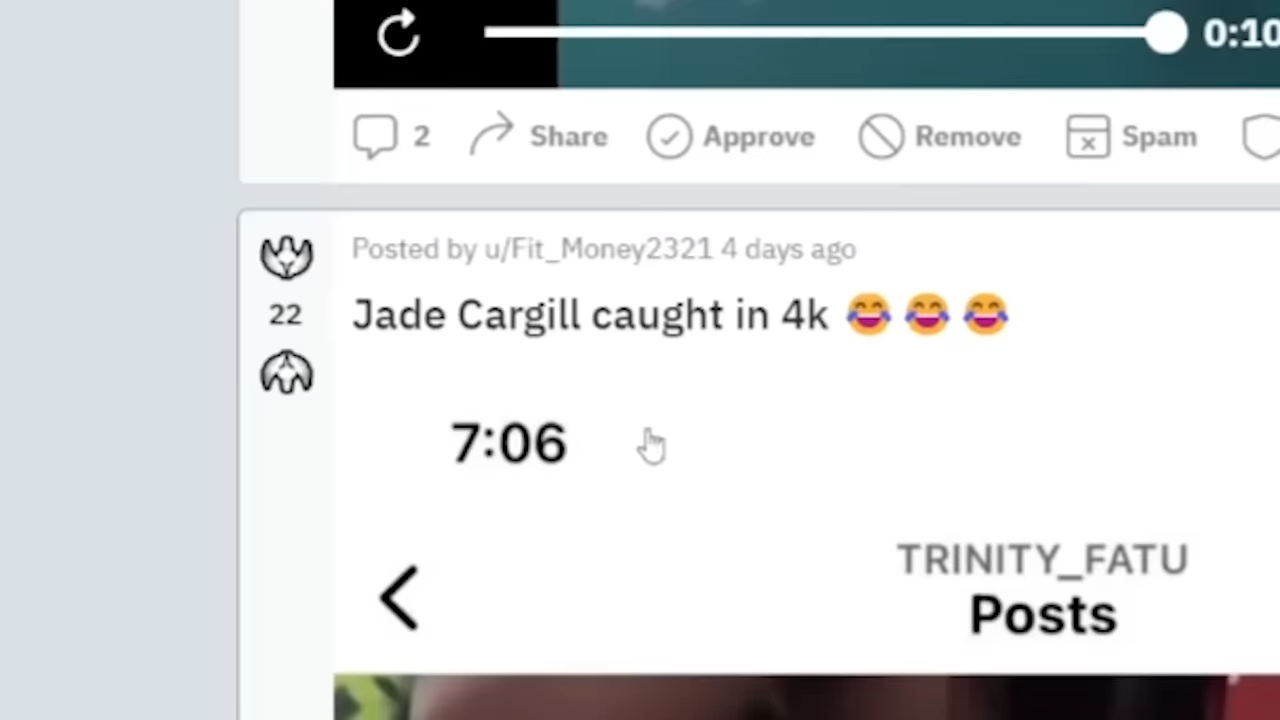 0:10
2 Share Approve Remove Spam
Posted by u/Fit_Money2321 4 days ago
22
Jade Cargill caught in 4k 😂 😂 😂
7:06
TRINITY_FATU
Posts